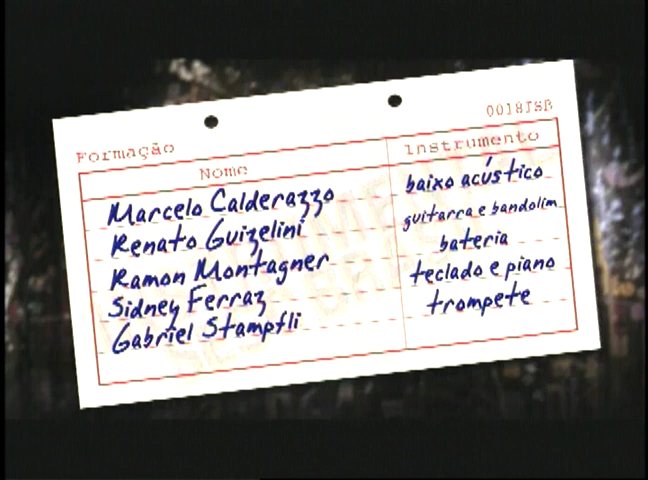 0018JSB
Formação
Nome Instrumento
Marcelo Calderazzo baixo acústico
Renato Guizelini guitarra e bandolim
Ramon Montagner bateria
Sidney Ferraz teclado e piano
Gabriel Stampfli trompete